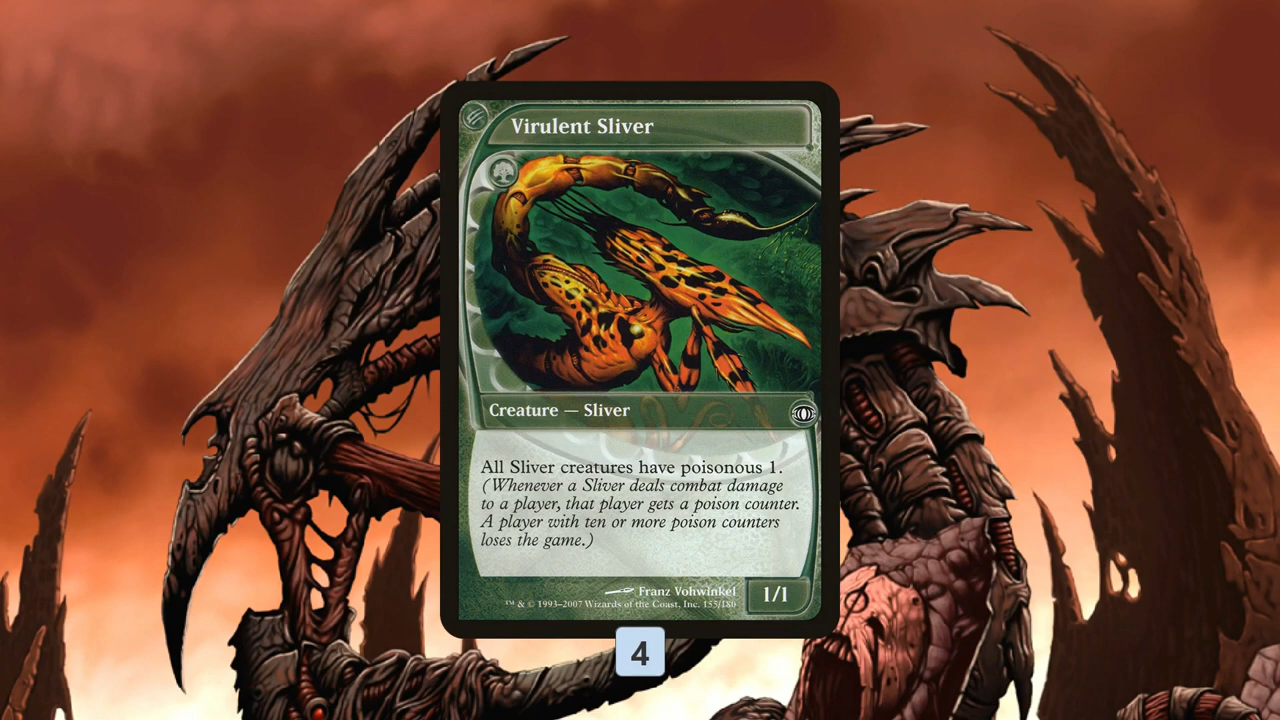 Virulent Sliver
Creature — Sliver
All Sliver creatures have poisonous 1.
(Whenever a Sliver deals combat damage
to a player, that player gets a poison counter.
A player with ten or more poison counters
loses the game.)
Franz Vohwinkel
™ & © 1993–2007 Wizards of the Coast, Inc. 155/180
1/1
4